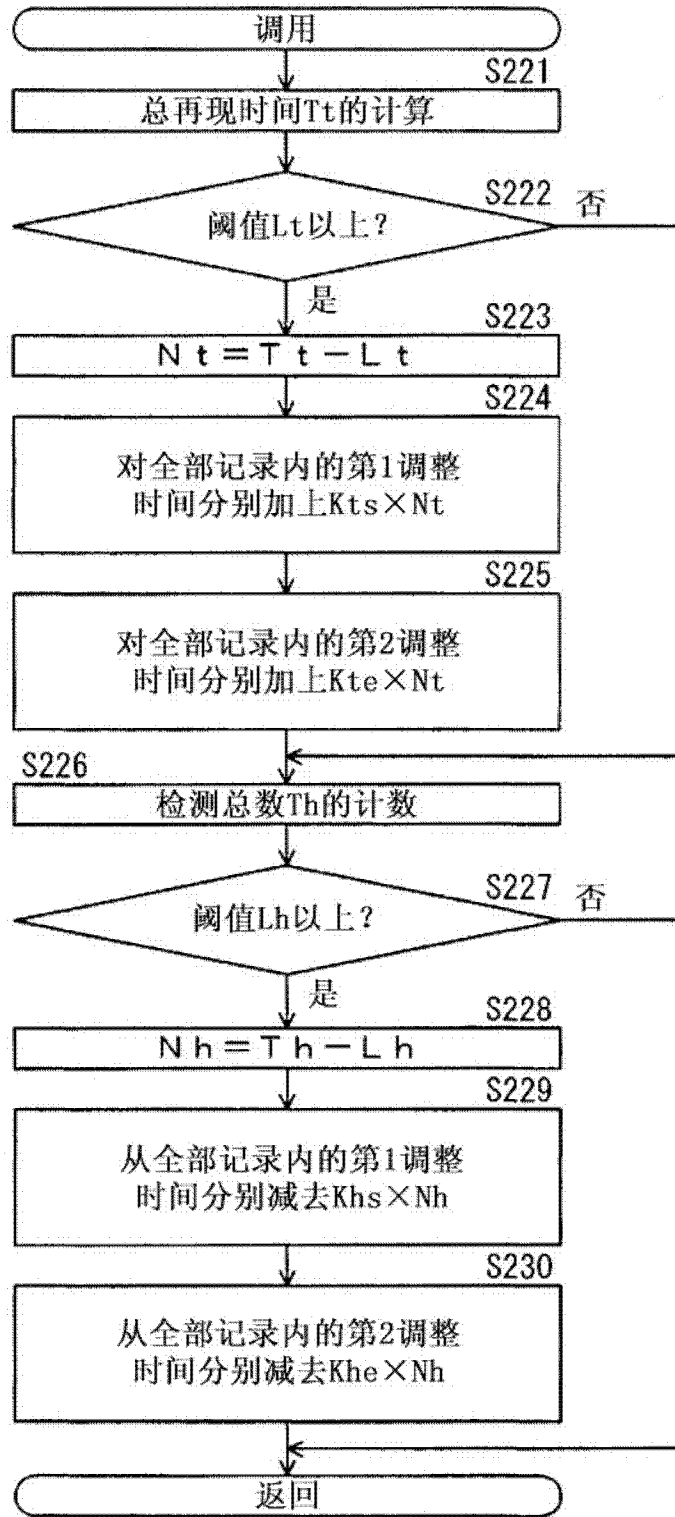 调用
S221
总再现时间Tt的计算
S222
阈值Lt以上?
否
是
S223
Nt=Tt-Lt
S224
对全部记录内的第1调整
时间分别加上Kts×Nt
S225
对全部记录内的第2调整
时间分别加上Kte×Nt
S226
检测总数Th的计数
S227
阈值Lh以上?
否
是
S228
Nh=Th-Lh
S229
从全部记录内的第1调整
时间分别减去Khs×Nh
S230
从全部记录内的第2调整
时间分别减去Khe×Nh
返回